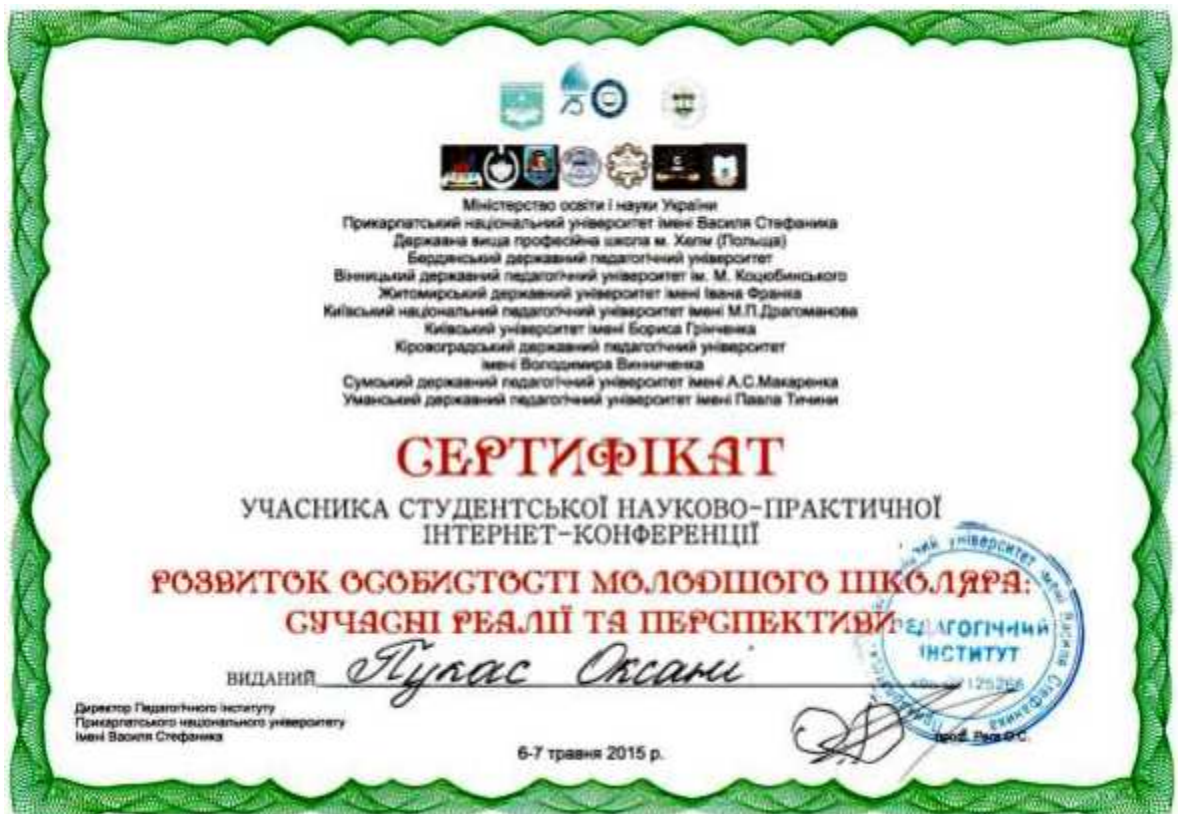 Міністерство освіти і науки України
Прикарпатський національний університет імені Василя Стефаника
Державна вища професійна школа м. Хелм (Польща)
Бердянський державний педагогічний університет
Вінницький державний педагогічний університет ім. М. Коцюбинського
Житомирський державний університет імені Івана Франка
Київський національний педагогічний університет імені М.П.Драгоманова
Київський університет імені Бориса Грінченка
Кіровоградський державний педагогічний університет
імені Володимира Винниченка
Сумський державний педагогічний університет імені А.С.Макаренка
Уманський державний педагогічний університет імені Павла Тичини
СЕРТИФІКАТ
УЧАСНИКА СТУДЕНТСЬКОЇ НАУКОВО-ПРАКТИЧНОЇ
ІНТЕРНЕТ-КОНФЕРЕНЦІЇ
РОЗВИТОК ОСОБИСТОСТІ МОЛОДШОГО ШКОЛЯРА:
СУЧАСНІ РЕАЛІЇ ТА ПЕРСПЕКТИВИ
ПЕДАГОГІЧНИЙ
ІНСТИТУТ
університет імені Василя Стефаника
ВИДАНИЙ Пукас Оксані
Директор Педагогічного інституту
Прикарпатського національного університету
імені Василя Стефаника
проф.
6-7 травня 2015 р.